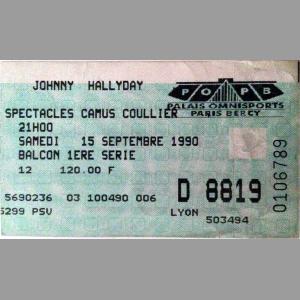 JOHNNY HALLYDAY
POPB
PALAIS OMNISPORTS
PARIS BERCY
SPECTACLES CAMUS COULLIER
21H00
SAMEDI 15 SEPTEMBRE 1990
BALCON 1ERE SERIE
12 120.00 F
5690236 03 100490 006
D 8819
5299 PSV
LYON 503494
0106789